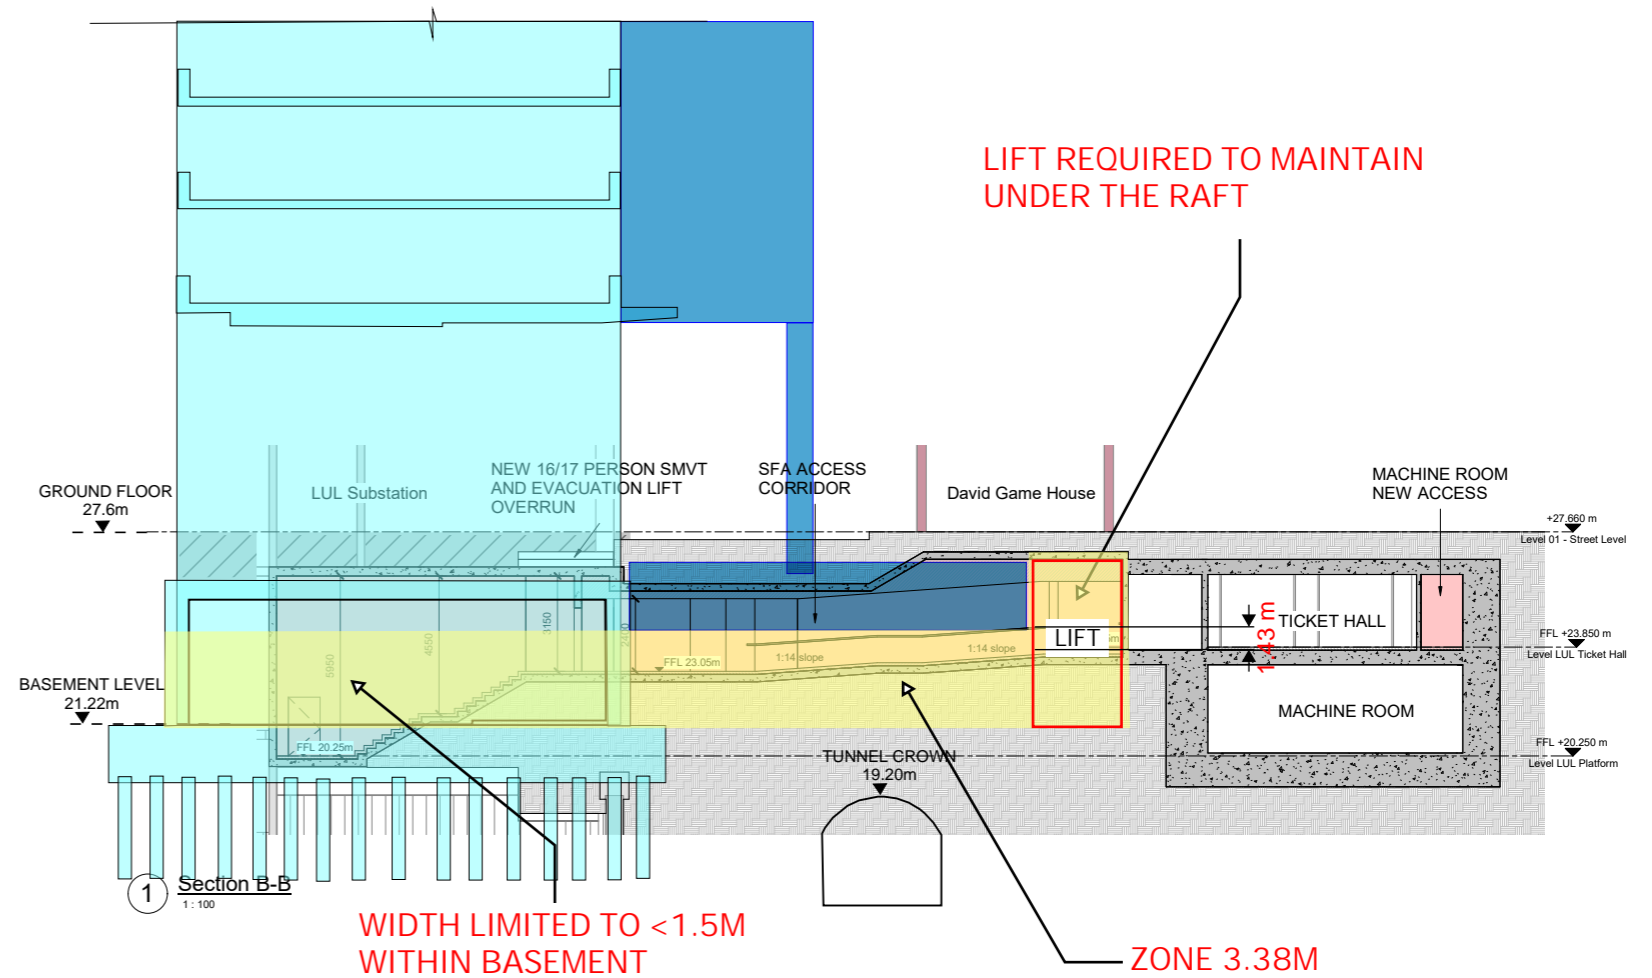 LIFT REQUIRED TO MAINTAIN
UNDER THE RAFT
GROUND FLOOR
27.6m
LUL Substation
NEW 16/17 PERSON SMVT
AND EVACUATION LIFT
OVERRUN
SFA ACCESS
CORRIDOR
David Game House
MACHINE ROOM
NEW ACCESS
+27.660 m
Level 01 - Street Level
BASEMENT LEVEL
21.22m
5950
4550
3150
2400
FFL 23.05m
1:14 slope
1:14 slope
LIFT
1.43 m
TICKET HALL
FFL +23.850 m
Level LUL Ticket Hall
MACHINE ROOM
FFL 20.25m
TUNNEL CROWN
19.20m
FFL +20.250 m
Level LUL Platform
1
Section B-B
1 : 100
WIDTH LIMITED TO <1.5M
WITHIN BASEMENT
ZONE 3.38M